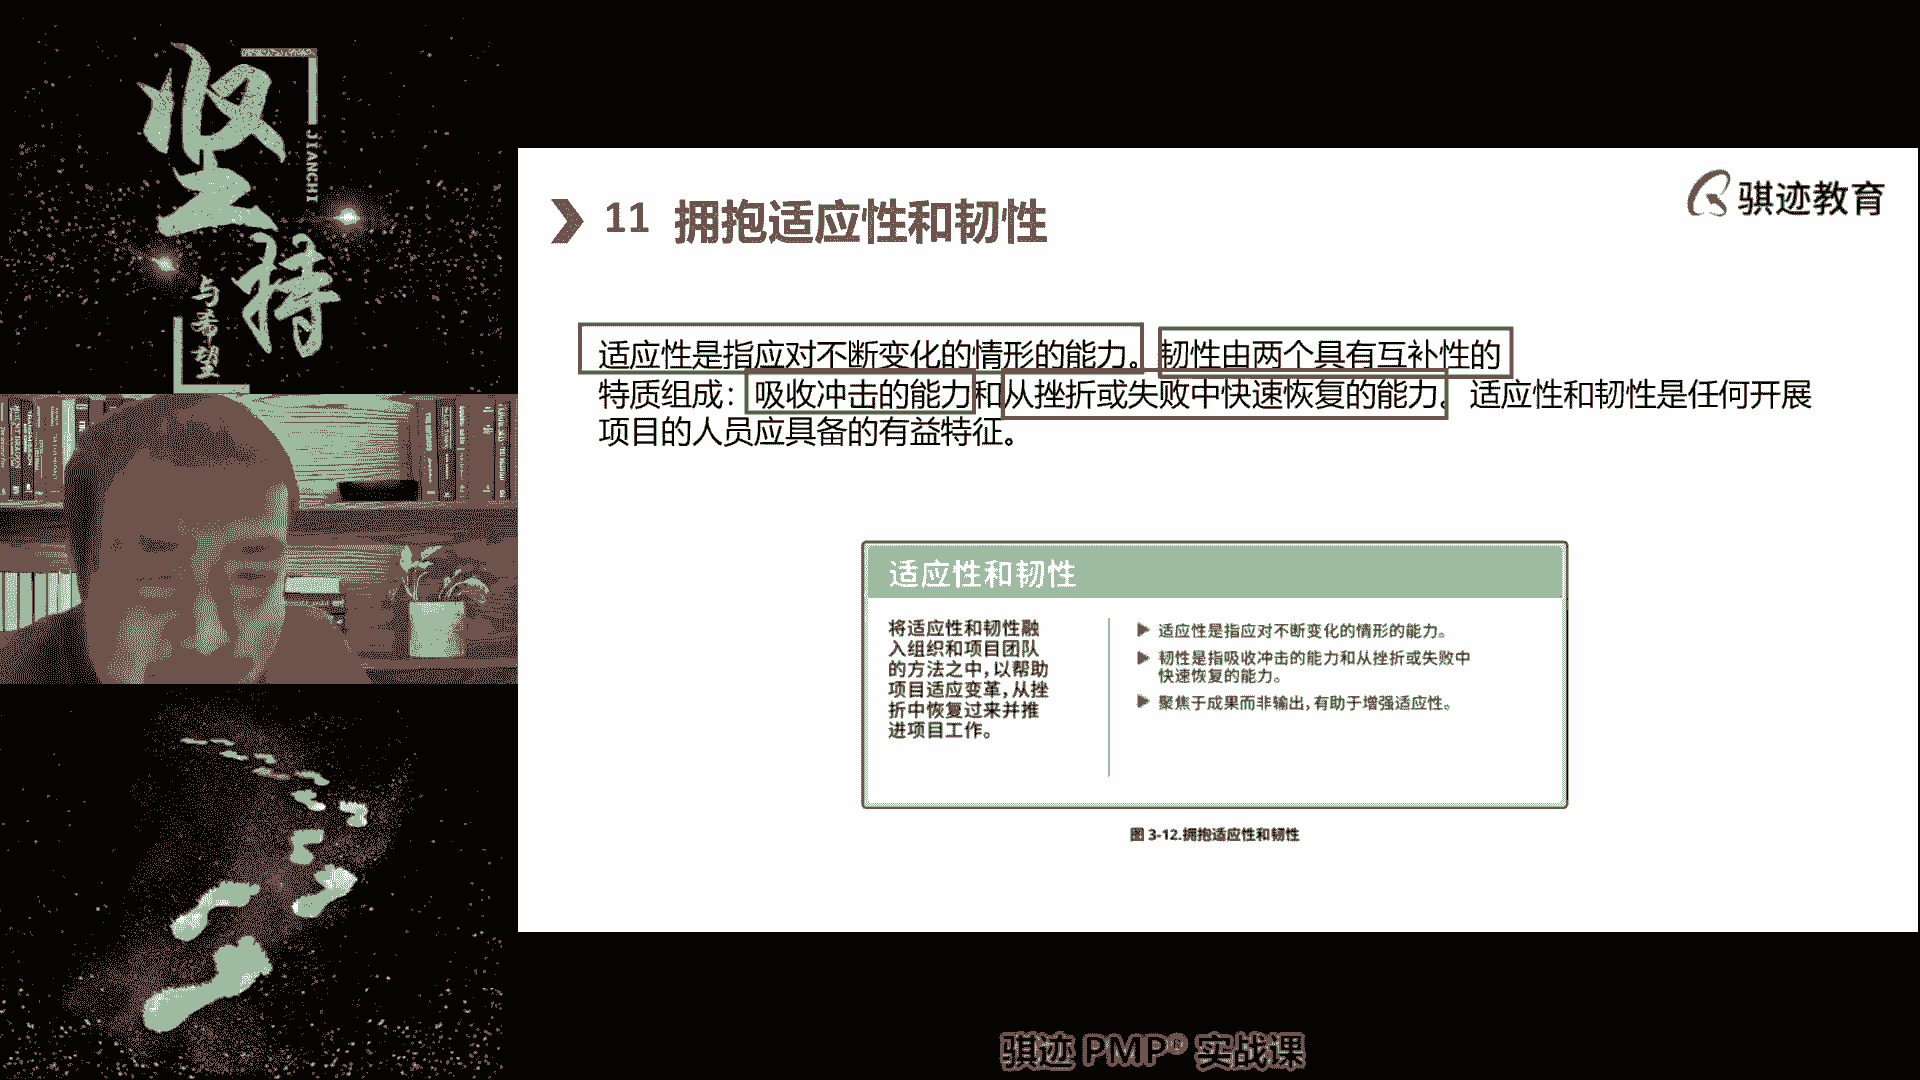 坚持
JIANCHI
与希望
骐迹教育
11 拥抱适应性和韧性
适应性是指应对不断变化的情形的能力。韧性由两个具有互补性的
特质组成：吸收冲击的能力和从挫折或失败中快速恢复的能力。适应性和韧性是任何开展
项目的人员应具备的有益特征。
适应性和韧性
将适应性和韧性融
入组织和项目团队
的方法之中，以帮助
项目适应变革，从挫
折中恢复过来并推
进项目工作。
▶ 适应性是指应对不断变化的情形的能力。
▶ 韧性是指吸收冲击的能力和从挫折或失败中
快速恢复的能力。
▶ 聚焦于成果而非输出，有助于增强适应性。
图 3-12.拥抱适应性和韧性
骐迹 PMP® 实战课